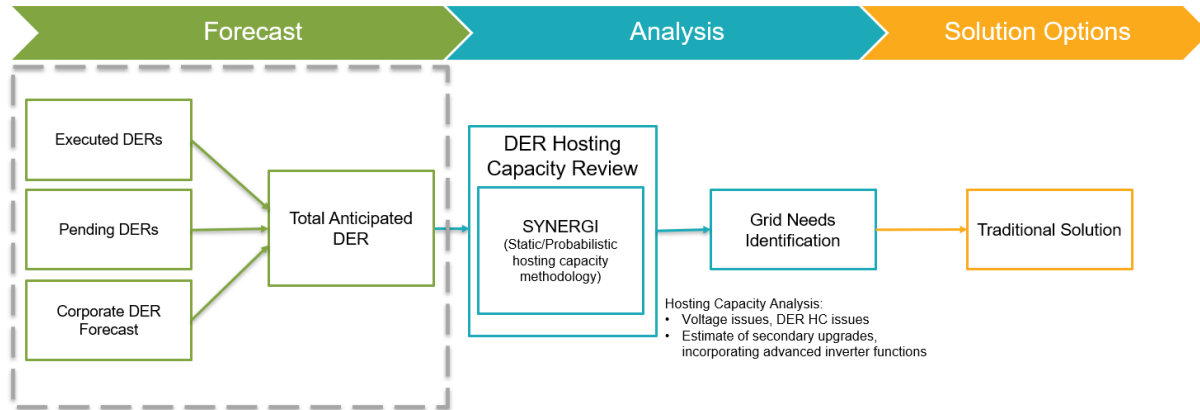 Forecast
Analysis
Solution Options
Executed DERs
Pending DERs
Corporate DER
Forecast
Total Anticipated
DER
DER Hosting
Capacity Review
SYNERGI
(Static/Probabilistic
hosting capacity
methodology)
Grid Needs
Identification
Traditional Solution
Hosting Capacity Analysis:
• Voltage issues, DER HC issues
• Estimate of secondary upgrades,
incorporating advanced inverter functions